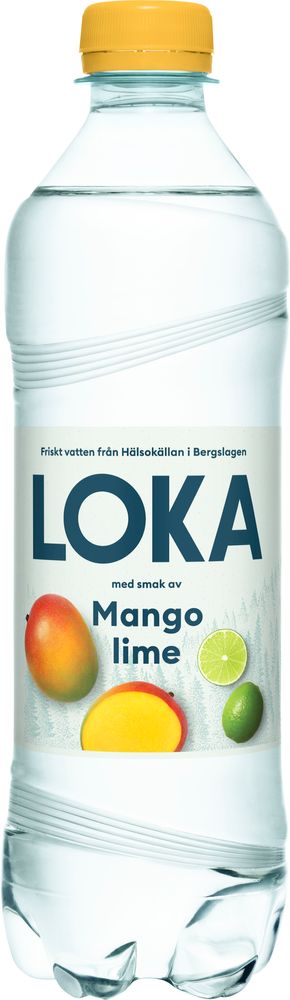 Friskt vatten från Hälsokällan i Bergslagen
LOKA
med smak av
Mango
lime